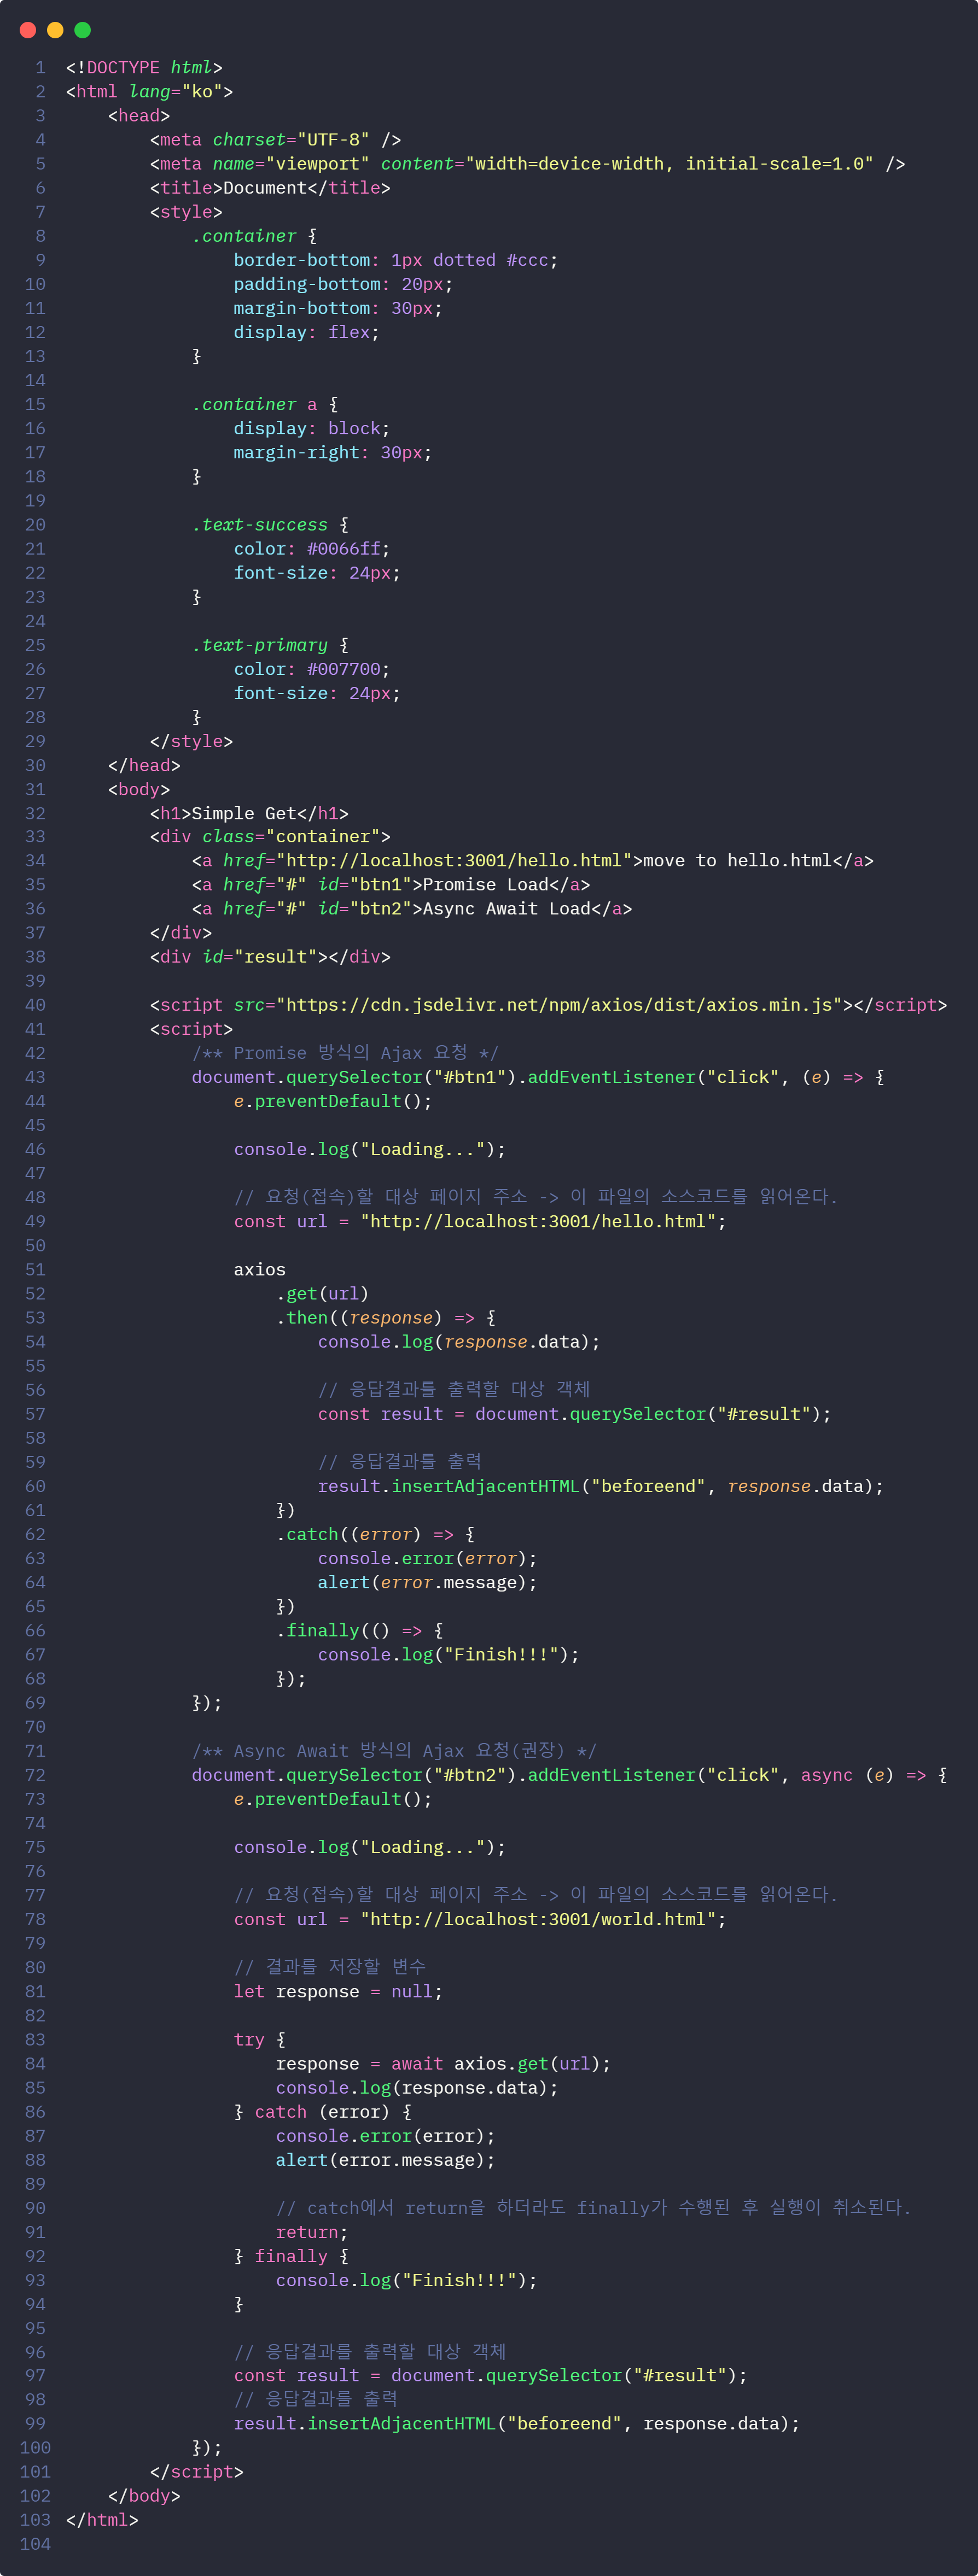 1 <!DOCTYPE html>
2 <html lang="ko">
3     <head>
4         <meta charset="UTF-8" />
5         <meta name="viewport" content="width=device-width, initial-scale=1.0" />
6         <title>Document</title>
7         <style>
8             .container {
9                 border-bottom: 1px dotted #ccc;
10                 padding-bottom: 20px;
11                 margin-bottom: 30px;
12                 display: flex;
13             }
14
15             .container a {
16                 display: block;
17                 margin-right: 30px;
18             }
19
20             .text-success {
21                 color: #0066ff;
22                 font-size: 24px;
23             }
24
25             .text-primary {
26                 color: #007700;
27                 font-size: 24px;
28             }
29         </style>
30     </head>
31     <body>
32         <h1>Simple Get</h1>
33         <div class="container">
34             <a href="http://localhost:3001/hello.html">move to hello.html</a>
35             <a href="#" id="btn1">Promise Load</a>
36             <a href="#" id="btn2">Async Await Load</a>
37         </div>
38         <div id="result"></div>
39
40         <script src="https://cdn.jsdelivr.net/npm/axios/dist/axios.min.js"></script>
41         <script>
42             /** Promise 방식의 Ajax 요청 */
43             document.querySelector("#btn1").addEventListener("click", (e) => {
44                 e.preventDefault();
45
46                 console.log("Loading...");
47
48                 // 요청(접속)할 대상 페이지 주소 -> 이 파일의 소스코드를 읽어온다.
49                 const url = "http://localhost:3001/hello.html";
50
51                 axios
52                     .get(url)
53                     .then((response) => {
54                         console.log(response.data);
55
56                         // 응답결과를 출력할 대상 객체
57                         const result = document.querySelector("#result");
58
59                         // 응답결과를 출력
60                         result.insertAdjacentHTML("beforeend", response.data);
61                     })
62                     .catch((error) => {
63                         console.error(error);
64                         alert(error.message);
65                     })
66                     .finally(() => {
67                         console.log("Finish!!!");
68                     });
69             });
70
71             /** Async Await 방식의 Ajax 요청(권장) */
72             document.querySelector("#btn2").addEventListener("click", async (e) => {
73                 e.preventDefault();
74
75                 console.log("Loading...");
76
77                 // 요청(접속)할 대상 페이지 주소 -> 이 파일의 소스코드를 읽어온다.
78                 const url = "http://localhost:3001/world.html";
79
80                 // 결과를 저장할 변수
81                 let response = null;
82
83                 try {
84                     response = await axios.get(url);
85                     console.log(response.data);
86                 } catch (error) {
87                     console.error(error);
88                     alert(error.message);
89
90                     // catch에서 return을 하더라도 finally가 수행된 후 실행이 취소된다.
91                     return;
92                 } finally {
93                     console.log("Finish!!!");
94                 }
95
96                 // 응답결과를 출력할 대상 객체
97                 const result = document.querySelector("#result");
98                 // 응답결과를 출력
99                 result.insertAdjacentHTML("beforeend", response.data);
100             });
101         </script>
102     </body>
103 </html>
104